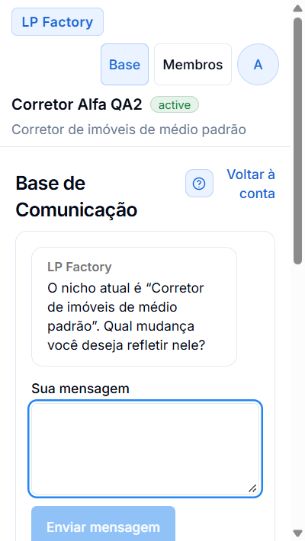 LP Factory
Base
Membros
A
Corretor Alfa QA2 active
Corretor de imóveis de médio padrão
Base de
Comunicação
Voltar à
conta
LP Factory
O nicho atual é “Corretor
de imóveis de médio
padrão”. Qual mudança
você deseja refletir nele?
Sua mensagem
Enviar mensagem